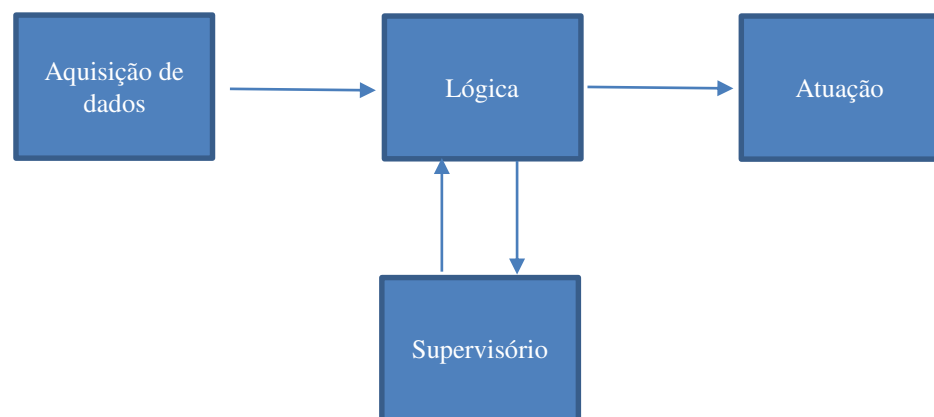 Aquisição de
dados
Lógica
Atuação
Supervisório